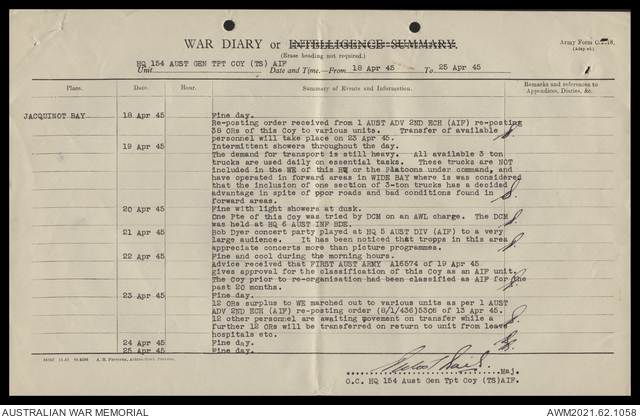 WAR DIARY or INTELLIGENCE SUMMARY.
(Erase heading not required.)
Army Form C.2118.
(Adapted.)
HQ 154 AUST GEN TPT COY (TS) AIF
Unit
Date and Time.—From 18 Apr 45 To 25 Apr 45
1
Place. Date. Hour. Summary of Events and Information. Remarks and references to Appendices, Diaries, &c.
JACQUINOT BAY 18 Apr 45 Fine day.
Re-posting order received from 1 AUST ADV 2ND ECH (AIF) re-posting
38 ORs of this Coy to various units. Transfer of available
personnel will take place on 23 Apr 45.
19 Apr 45 Intermittent showers throughout the day.
The demand for transport is still heavy. All available 3 ton
trucks are used daily on essential tasks. These trucks are NOT
included in the WE of this HQ or the Platoons under command, and
have operated in forward areas in WIDE BAY where is was considered
that the inclusion of one section of 3-ton trucks has a decided
advantage in spite of ppor roads and bad conditions found in
forward areas.
20 Apr 45 Fine with light showers at dusk.
One Pte of this Coy was tried by DCM on an AWL charge. The DCM
was held at HQ 6 AUST INF BDE.
21 Apr 45 Bob Dyer concert party played at HQ 5 AUST DIV (AIF) to a very
large audience. It has been noticed that tropps in this area
appreciate concerts more than picture programmes.
22 Apr 45 Fine and cool during the morning hours.
Advice received that FIRST AUST ARMY A16574 of 19 Apr 45
gives approval for the classification of this Coy as an AIF unit.
The Coy prior to re-organisation had been classified as AIF for the
past 20 months.
23 Apr 45 Fine day.
12 ORs surplus to WE marched out to various units as per 1 AUST
ADV 2ND ECH (AIF) re-posting order (8/1/436)5306 of 13 Apr 45.
12 other personnel are awaiting movement on transfer while a
further 12 ORs will be transferred on return to unit from leave
hospitals etc.
24 Apr 45 Fine day.
25 Apr 45 Fine day.
Maj.
O.C. HQ 154 Aust Gen Tpt Coy (TS)AIF.
AUSTRALIAN WAR MEMORIAL
AWM2021.62.1058